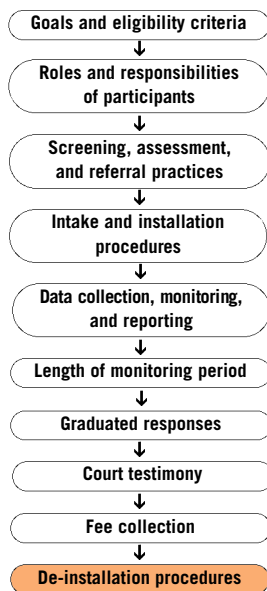 Goals and eligibility criteria
Roles and responsibilities
of participants
Screening, assessment,
and referral practices
Intake and installation
procedures
Data collection, monitoring,
and reporting
Length of monitoring period
Graduated responses
Court testimony
Fee collection
De-installation procedures